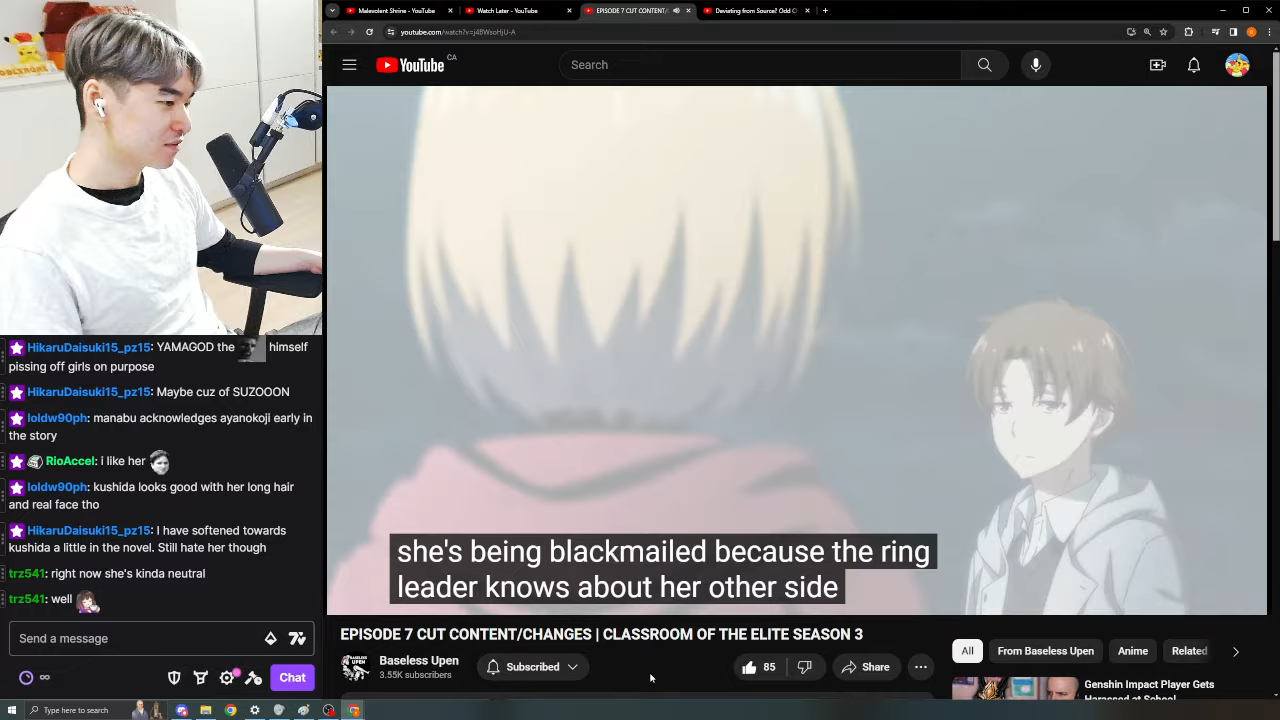 Malevolent Shrine - YouTube
Watch Later - YouTube
EPISODE 7 CUT CONTENT/
Deviating from Source? Odd C
youtube.com/watch?v=j4BWsoHjU-A
YouTube CA
Search
HikaruDaisuki15_pz15: YAMAGOD the himself
pissing off girls on purpose
HikaruDaisuki15_pz15: Maybe cuz of SUZOOON
loldw90ph: manabu acknowledges ayanokoji early in
the story
RioAccel: i like her
loldw90ph: kushida looks good with her long hair
and real face tho
HikaruDaisuki15_pz15: I have softened towards
kushida a little in the novel. Still hate her though
trz541: right now she's kinda neutral
trz541: well
Send a message
Chat
she's being blackmailed because the ring
leader knows about her other side
EPISODE 7 CUT CONTENT/CHANGES | CLASSROOM OF THE ELITE SEASON 3
Baseless Upen
3.55K subscribers
Subscribed
85
Share
All
From Baseless Upen
Anime
Related
Genshin Impact Player Gets
Type here to search